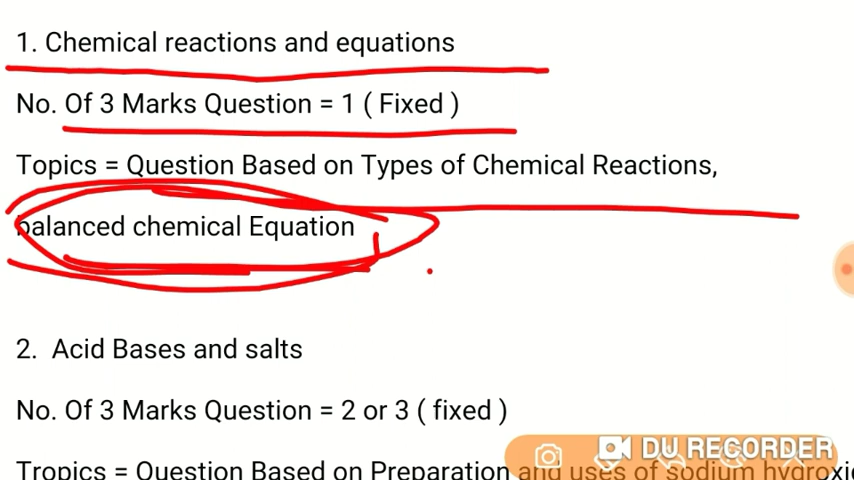 1. Chemical reactions and equations
No. Of 3 Marks Question = 1 ( Fixed )
Topics = Question Based on Types of Chemical Reactions,
balanced chemical Equation
2. Acid Bases and salts
No. Of 3 Marks Question = 2 or 3 ( fixed )
DU RECORDER
Tropics = Question Based on Preparation and uses of sodium